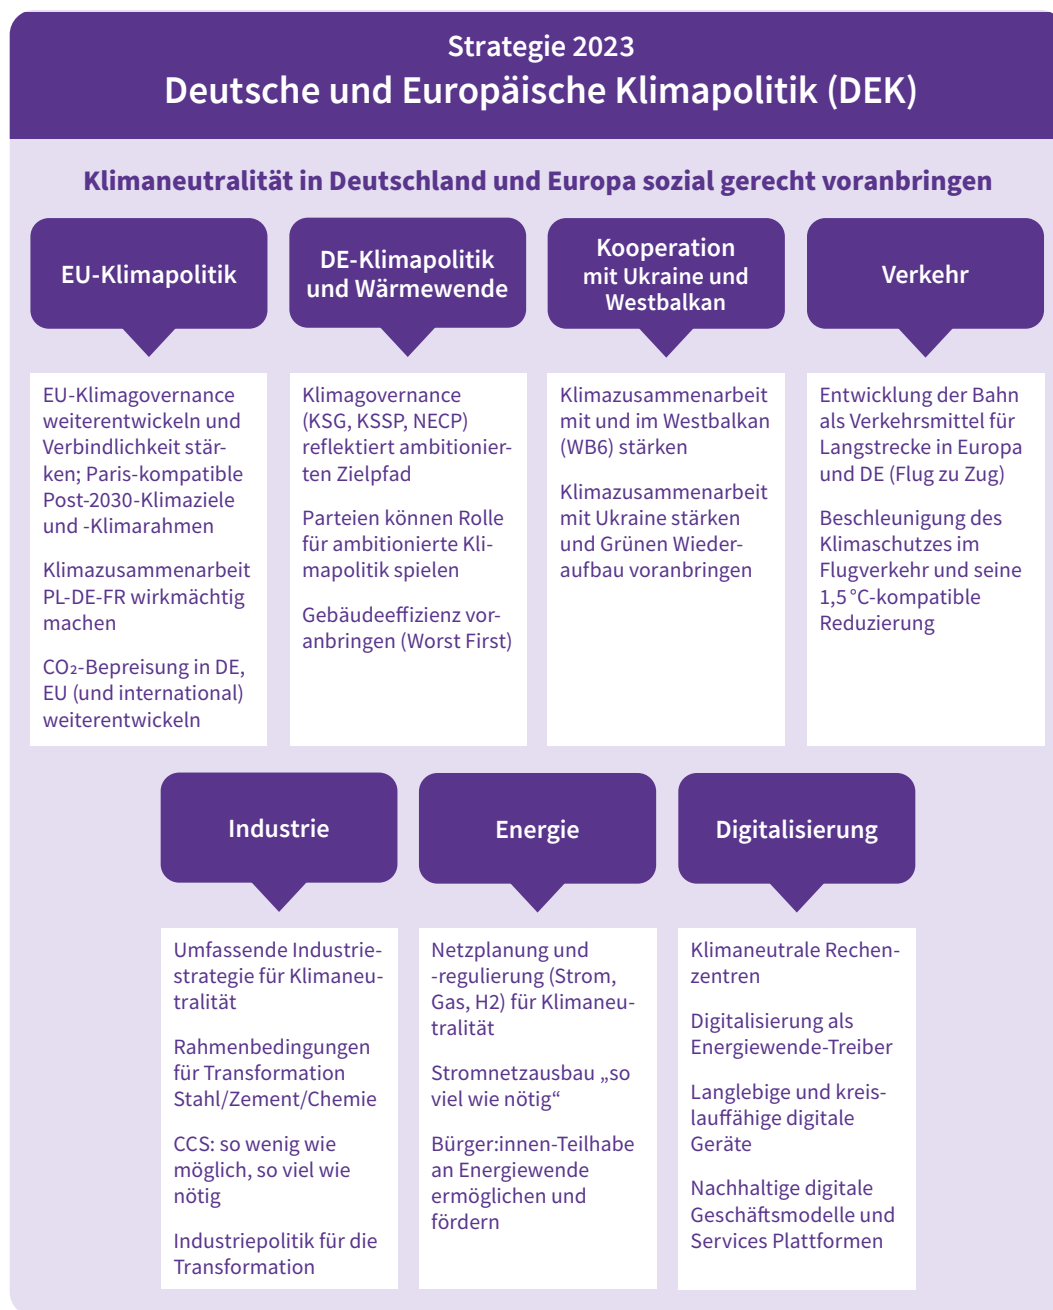 Strategie 2023
Deutsche und Europäische Klimapolitik (DEK)
Klimaneutralität in Deutschland und Europa sozial gerecht voranbringen
EU-Klimapolitik
EU-Klimagovernance
weiterentwickeln und
Verbindlichkeit stär-
ken; Paris-kompatible
Post-2030-Klimaziele
und -Klimarahmen
Klimazusammenarbeit
PL-DE-FR wirkmächtig
machen
CO₂-Bepreisung in DE,
EU (und international)
weiterentwickeln
DE-Klimapolitik
und Wärmewende
Klimagovernance
(KSG, KSSP, NECP)
reflektiert ambitionier-
ten Zielpfad
Parteien können Rolle
für ambitionierte Kli-
mapolitik spielen
Gebäudeeffizienz vor-
anbringen (Worst First)
Kooperation
mit Ukraine und
Westbalkan
Klimazusammenarbeit
mit und im Westbalkan
(WB6) stärken
Klimazusammenarbeit
mit Ukraine stärken
und Grünen Wieder-
aufbau voranbringen
Verkehr
Entwicklung der Bahn
als Verkehrsmittel für
Langstrecke in Europa
und DE (Flug zu Zug)
Beschleunigung des
Klimaschutzes im
Flugverkehr und seine
1,5 °C-kompatible
Reduzierung
Industrie
Umfassende Industrie-
strategie für Klimaneu-
tralität
Rahmenbedingungen
für Transformation
Stahl/Zement/Chemie
CCS: so wenig wie
möglich, so viel wie
nötig
Industriepolitik für die
Transformation
Energie
Netzplanung und
-regulierung (Strom,
Gas, H2) für Klimaneu-
tralität
Stromnetzausbau „so
viel wie nötig“
Bürger:innen-Teilhabe
an Energiewende
ermöglichen und
fördern
Digitalisierung
Klimaneutrale Rechen-
zentren
Digitalisierung als
Energiewende-Treiber
Langlebige und kreis-
lauffähige digitale
Geräte
Nachhaltige digitale
Geschäftsmodelle und
Services Plattformen